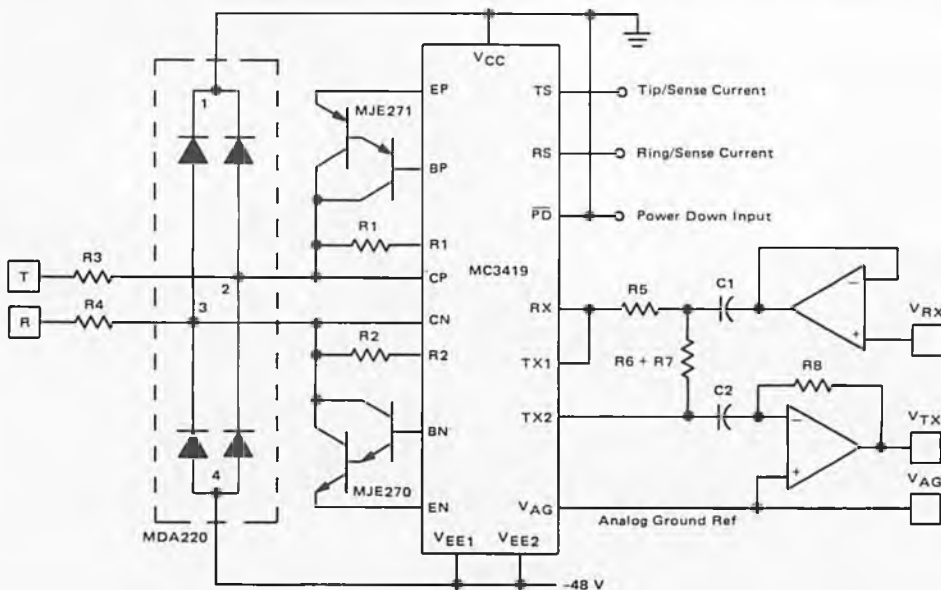 VCC
EP
MJE271
BP
R1
R1
CP
MC3419
CN
R2
R2
BN
MJE270
EN
VEE1
VEE2
-48 V
TS
Tip/Sense Current
RS
Ring/Sense Current
PD
Power Down Input
RX
R5
C1
TX1
R6 + R7
TX2
C2
R8
VAG
Analog Ground Ref
VRX
VTX
VAG
−
+
−
+
T
R3
R
R4
1
2
3
4
MDA220